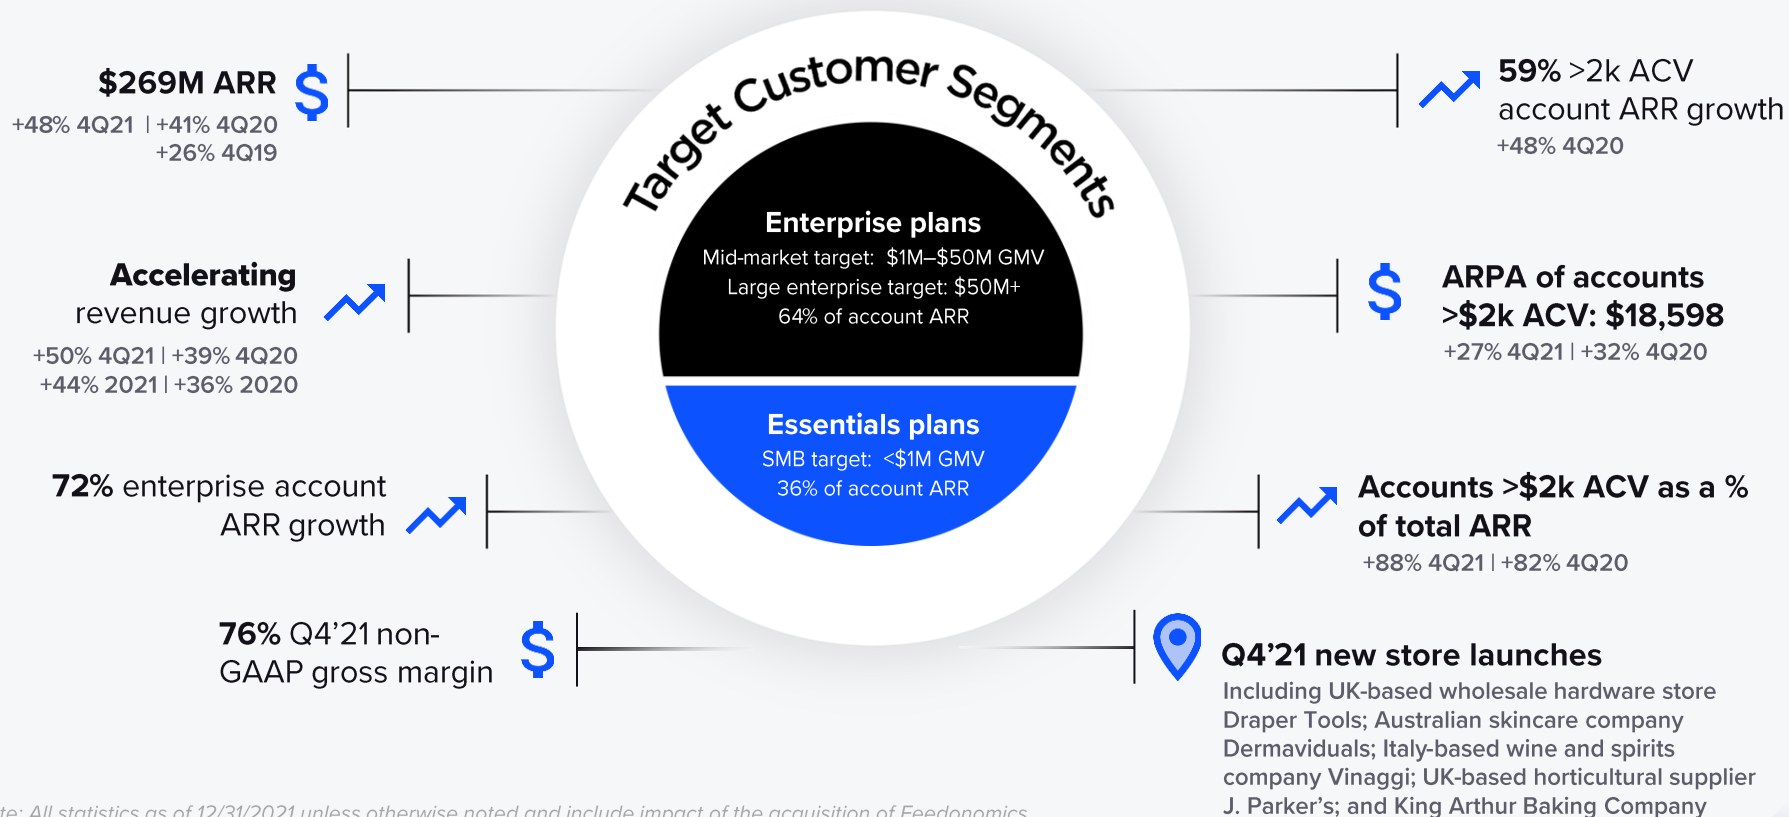 Target Customer Segments
$269M ARR
+48% 4Q21 | +41% 4Q20
+26% 4Q19
Accelerating
revenue growth
+50% 4Q21 | +39% 4Q20
+44% 2021 | +36% 2020
72% enterprise account
ARR growth
76% Q4’21 non-
GAAP gross margin
Enterprise plans
Mid-market target: $1M–$50M GMV
Large enterprise target: $50M+
64% of account ARR
Essentials plans
SMB target: <$1M GMV
36% of account ARR
59% >2k ACV
account ARR growth
+48% 4Q20
ARPA of accounts
>$2k ACV: $18,598
+27% 4Q21 | +32% 4Q20
Accounts >$2k ACV as a %
of total ARR
+88% 4Q21 | +82% 4Q20
Q4’21 new store launches
Including UK-based wholesale hardware store
Draper Tools; Australian skincare company
Dermaviduals; Italy-based wine and spirits
company Vinaggi; UK-based horticultural supplier
J. Parker’s; and King Arthur Baking Company
te: All statistics as of 12/31/2021 unless otherwise noted and include impact of the acquisition of Feedonomics